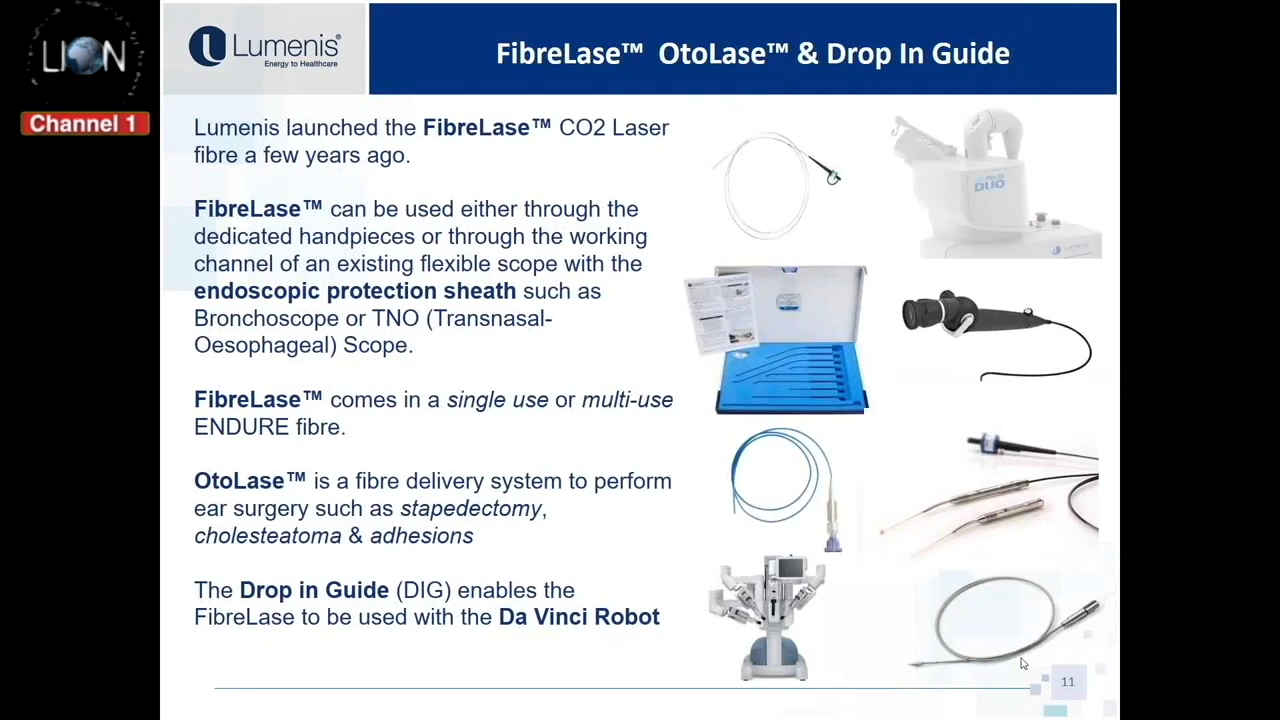 LION
Channel 1
Lumenis®
Energy to Healthcare
FibreLase™ OtoLase™ & Drop In Guide
Lumenis launched the FibreLase™ CO2 Laser
fibre a few years ago.
FibreLase™ can be used either through the
dedicated handpieces or through the working
channel of an existing flexible scope with the
endoscopic protection sheath such as
Bronchoscope or TNO (Transnasal-
Oesophageal) Scope.
FibreLase™ comes in a single use or multi-use
ENDURE fibre.
OtoLase™ is a fibre delivery system to perform
ear surgery such as stapedectomy,
cholesteatoma & adhesions
The Drop in Guide (DIG) enables the
FibreLase to be used with the Da Vinci Robot
DUO
Lumenis
11